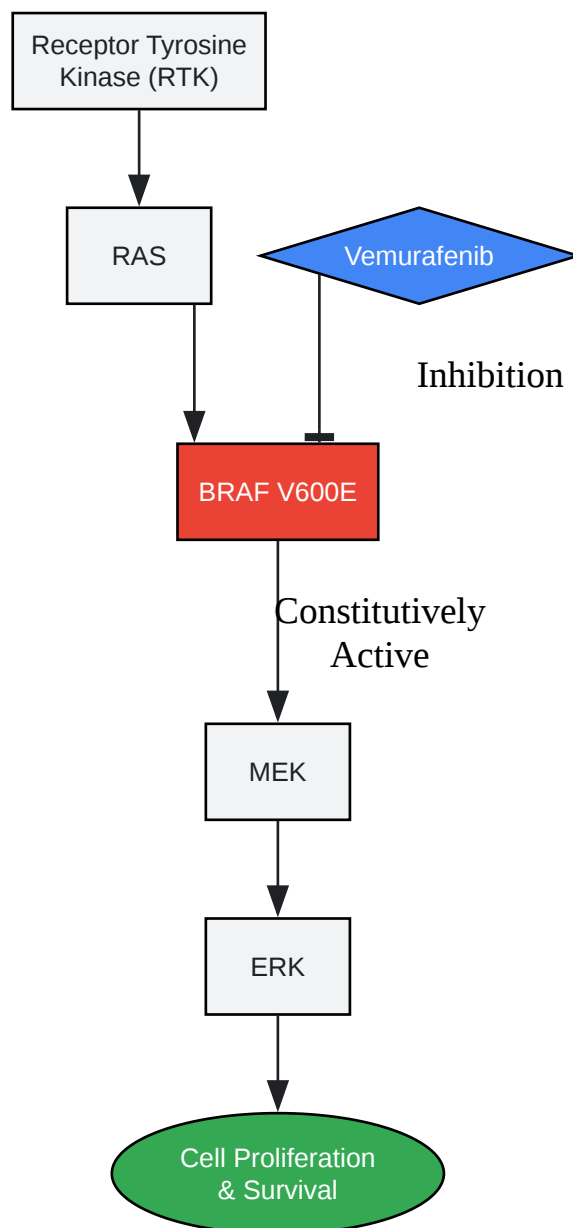 Receptor Tyrosine
Kinase (RTK)
RAS
Vemurafenib
Inhibition
BRAF V600E
Constitutively
Active
MEK
ERK
Cell Proliferation
& Survival